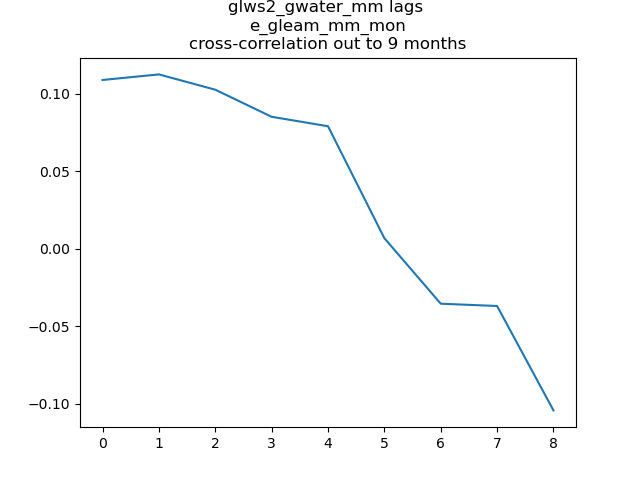 glws2_gwater_mm lags
e_gleam_mm_mon
cross-correlation out to 9 months
0.10
0.05
0.00
−0.05
−0.10
0 1 2 3 4 5 6 7 8